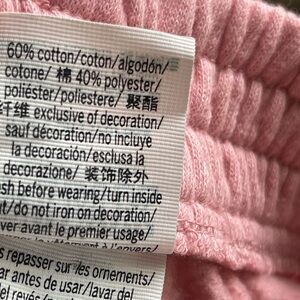 60% cotton/coton/algodón/
cotone/ 棉 40% polyester/
poliéster/poliestere/ 聚酯
纤维 exclusive of decoration/
sauf décoration/no incluye
la decoración/esclusa la
decorazione/ 装饰除外
sh before wearing/turn inside
t/do not iron on decoration/
ver avant le premier usage/
s repasser sur les ornements/
ar antes de usar/lavar del